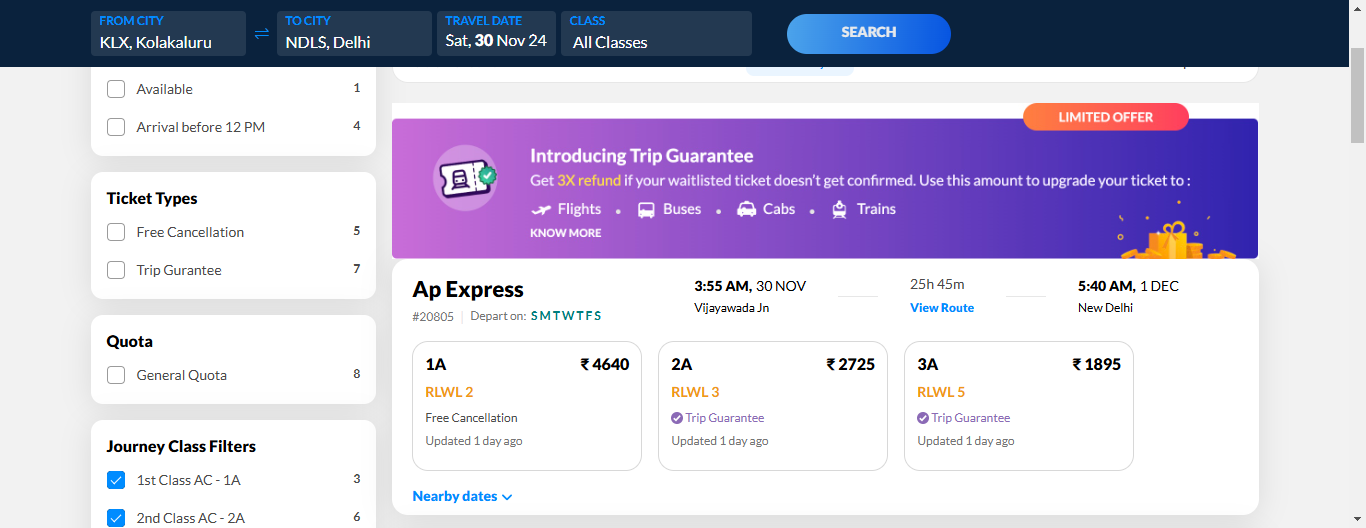 FROM CITY
KLX, Kolakaluru
TO CITY
NDLS, Delhi
TRAVEL DATE
Sat, 30 Nov 24
CLASS
All Classes
SEARCH
Available 1
Arrival before 12 PM 4
Ticket Types
Free Cancellation 5
Trip Gurantee 7
Quota
General Quota 8
Journey Class Filters
1st Class AC - 1A 3
2nd Class AC - 2A 6
LIMITED OFFER
Introducing Trip Guarantee
Get 3X refund if your waitlisted ticket doesn't get confirmed. Use this amount to upgrade your ticket to :
Flights • Buses • Cabs • Trains
KNOW MORE
Ap Express
#20805 | Depart on: S M T W T F S
3:55 AM, 30 NOV
Vijayawada Jn
25h 45m
View Route
5:40 AM, 1 DEC
New Delhi
1A ₹ 4640
RLWL 2
Free Cancellation
Updated 1 day ago
2A ₹ 2725
RLWL 3
Trip Guarantee
Updated 1 day ago
3A ₹ 1895
RLWL 5
Trip Guarantee
Updated 1 day ago
Nearby dates